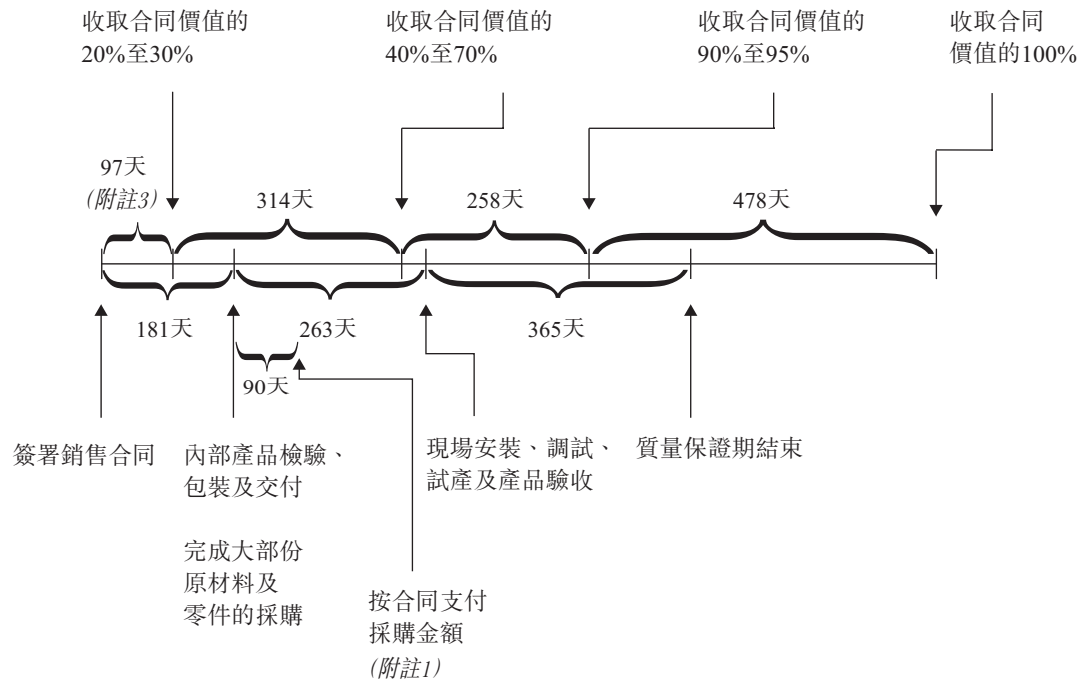 收取合同價值的
20%至30%
收取合同價值的
40%至70%
收取合同價值的
90%至95%
收取合同
價值的100%
97天
(附註3)
314天
258天
478天
181天
263天
365天
90天
簽署銷售合同
內部產品檢驗、
包裝及交付
完成大部份
原材料及
零件的採購
按合同支付
採購金額
(附註1)
現場安裝、調試、
試產及產品驗收
質量保證期結束